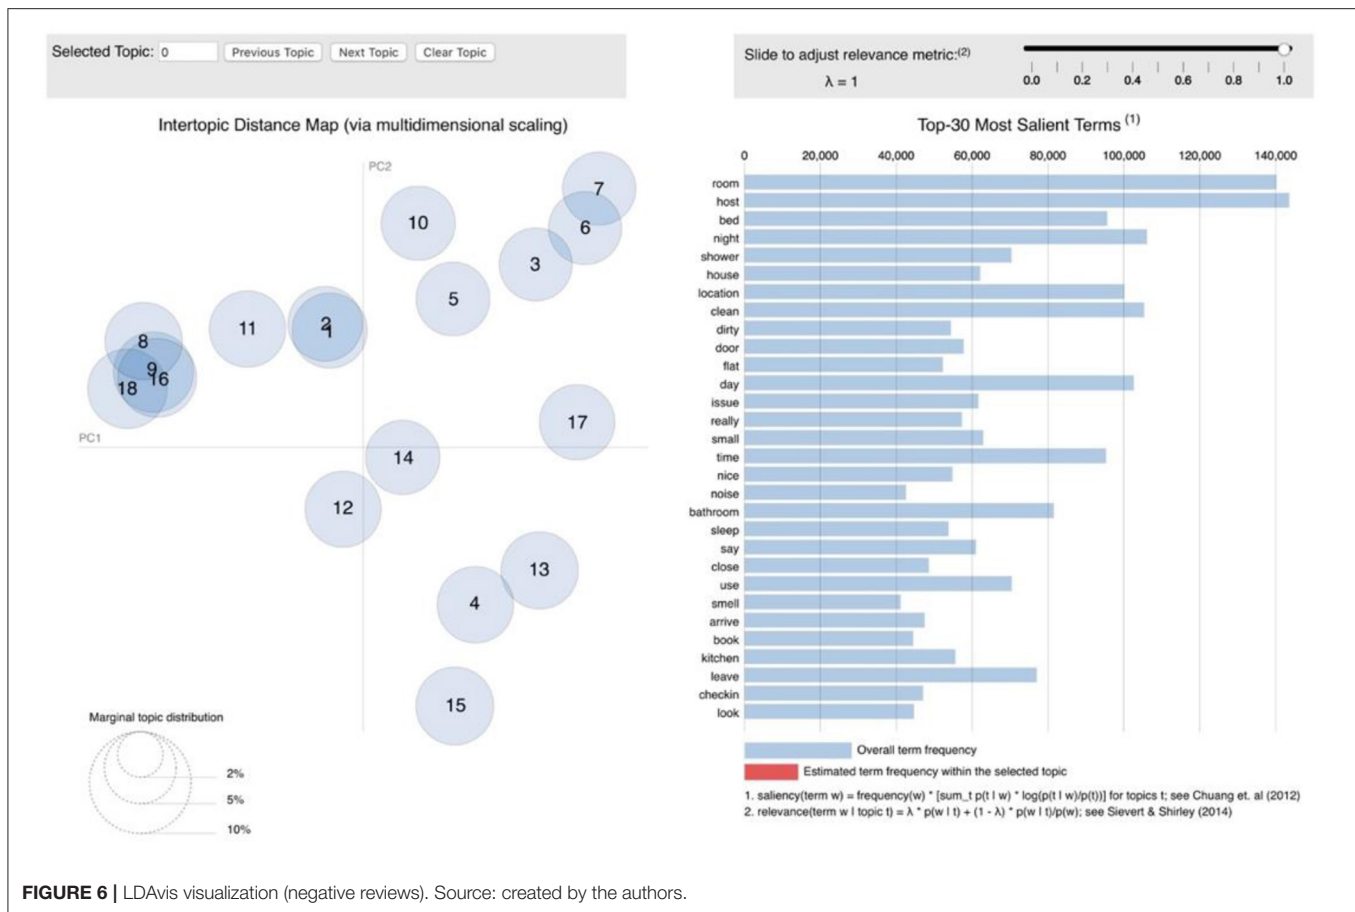 Selected Topic: 0 Previous Topic Next Topic Clear Topic
Slide to adjust relevance metric:(2)
λ = 1
0.0 0.2 0.4 0.6 0.8 1.0
Intertopic Distance Map (via multidimensional scaling)
PC2
PC1
7
10
6
3
5
2
1
11
8
9
16
18
17
14
12
13
4
15
Marginal topic distribution
2%
5%
10%
Top-30 Most Salient Terms (1)
0 20,000 40,000 60,000 80,000 100,000 120,000 140,000
room
host
bed
night
shower
house
location
clean
dirty
door
flat
day
issue
really
small
time
nice
noise
bathroom
sleep
say
close
use
smell
arrive
book
kitchen
leave
checkin
look
Overall term frequency
Estimated term frequency within the selected topic
1. saliency(term w) = frequency(w) * [sum_t p(t | w) * log(p(t | w)/p(t))] for topics t; see Chuang et. al (2012)
2. relevance(term w | topic t) = λ * p(w | t) + (1 - λ) * p(w | t)/p(w); see Sievert & Shirley (2014)
FIGURE 6 | LDAvis visualization (negative reviews). Source: created by the authors.